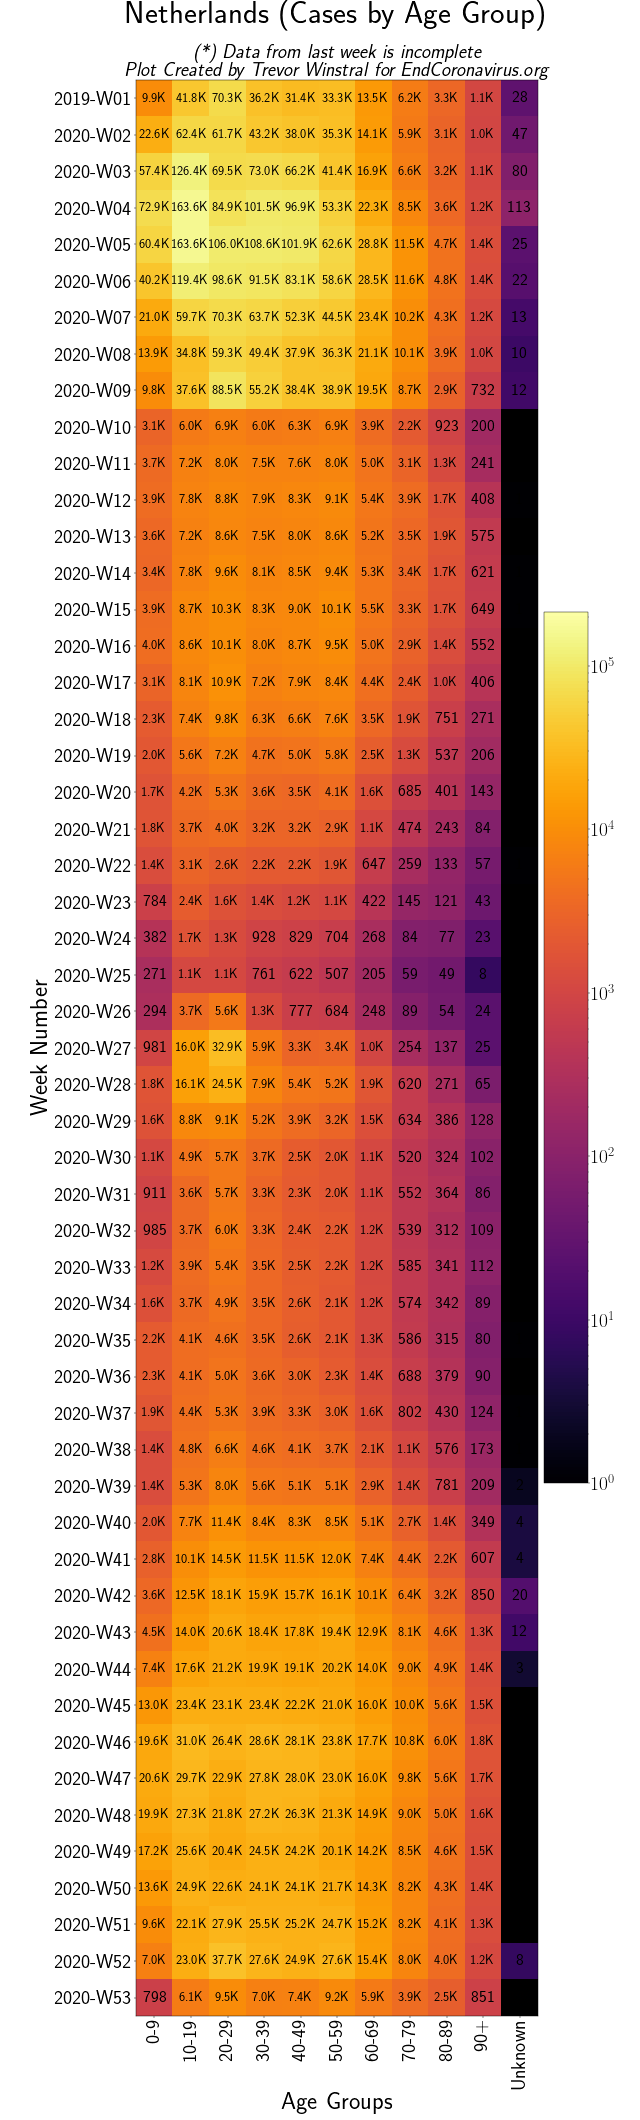 Netherlands (Cases by Age Group)
(*) Data from last week is incomplete
Plot Created by Trevor Winstral for EndCoronavirus.org
2019-W01 9.9K 41.8K 70.3K 36.2K 31.4K 33.3K 13.5K 6.2K 3.3K 1.1K 28
2020-W02 22.6K 62.4K 61.7K 43.2K 38.0K 35.3K 14.1K 5.9K 3.1K 1.0K 47
2020-W03 57.4K 126.4K 69.5K 73.0K 66.2K 41.4K 16.9K 6.6K 3.2K 1.1K 80
2020-W04 72.9K 163.6K 84.9K 101.5K 96.9K 53.3K 22.3K 8.5K 3.6K 1.2K 113
2020-W05 60.4K 163.6K 106.0K 108.6K 101.9K 62.6K 28.8K 11.5K 4.7K 1.4K 25
2020-W06 40.2K 119.4K 98.6K 91.5K 83.1K 58.6K 28.5K 11.6K 4.8K 1.4K 22
2020-W07 21.0K 59.7K 70.3K 63.7K 52.3K 44.5K 23.4K 10.2K 4.3K 1.2K 13
2020-W08 13.9K 34.8K 59.3K 49.4K 37.9K 36.3K 21.1K 10.1K 3.9K 1.0K 10
2020-W09 9.8K 37.6K 88.5K 55.2K 38.4K 38.9K 19.5K 8.7K 2.9K 732 12
2020-W10 3.1K 6.0K 6.9K 6.0K 6.3K 6.9K 3.9K 2.2K 923 200
2020-W11 3.7K 7.2K 8.0K 7.5K 7.6K 8.0K 5.0K 3.1K 1.3K 241
2020-W12 3.9K 7.8K 8.8K 7.9K 8.3K 9.1K 5.4K 3.9K 1.7K 408
2020-W13 3.6K 7.2K 8.6K 7.5K 8.0K 8.6K 5.2K 3.5K 1.9K 575
2020-W14 3.4K 7.8K 9.6K 8.1K 8.5K 9.4K 5.3K 3.4K 1.7K 621
2020-W15 3.9K 8.7K 10.3K 8.3K 9.0K 10.1K 5.5K 3.3K 1.7K 649
2020-W16 4.0K 8.6K 10.1K 8.0K 8.7K 9.5K 5.0K 2.9K 1.4K 552
2020-W17 3.1K 8.1K 10.9K 7.2K 7.9K 8.4K 4.4K 2.4K 1.0K 406
2020-W18 2.3K 7.4K 9.8K 6.3K 6.6K 7.6K 3.5K 1.9K 751 271
2020-W19 2.0K 5.6K 7.2K 4.7K 5.0K 5.8K 2.5K 1.3K 537 206
2020-W20 1.7K 4.2K 5.3K 3.6K 3.5K 4.1K 1.6K 685 401 143
2020-W21 1.8K 3.7K 4.0K 3.2K 3.2K 2.9K 1.1K 474 243 84
2020-W22 1.4K 3.1K 2.6K 2.2K 2.2K 1.9K 647 259 133 57
2020-W23 784 2.4K 1.6K 1.4K 1.2K 1.1K 422 145 121 43
2020-W24 382 1.7K 1.3K 928 829 704 268 84 77 23
2020-W25 271 1.1K 1.1K 761 622 507 205 59 49 8
2020-W26 294 3.7K 5.6K 1.3K 777 684 248 89 54 24
2020-W27 981 16.0K 32.9K 5.9K 3.3K 3.4K 1.0K 254 137 25
2020-W28 1.8K 16.1K 24.5K 7.9K 5.4K 5.2K 1.9K 620 271 65
2020-W29 1.6K 8.8K 9.1K 5.2K 3.9K 3.2K 1.5K 634 386 128
2020-W30 1.1K 4.9K 5.7K 3.7K 2.5K 2.0K 1.1K 520 324 102
2020-W31 911 3.6K 5.7K 3.3K 2.3K 2.0K 1.1K 552 364 86
2020-W32 985 3.7K 6.0K 3.3K 2.4K 2.2K 1.2K 539 312 109
2020-W33 1.2K 3.9K 5.4K 3.5K 2.5K 2.2K 1.2K 585 341 112
2020-W34 1.6K 3.7K 4.9K 3.5K 2.6K 2.1K 1.2K 574 342 89
2020-W35 2.2K 4.1K 4.6K 3.5K 2.6K 2.1K 1.3K 586 315 80
2020-W36 2.3K 4.1K 5.0K 3.6K 3.0K 2.3K 1.4K 688 379 90
2020-W37 1.9K 4.4K 5.3K 3.9K 3.3K 3.0K 1.6K 802 430 124
2020-W38 1.4K 4.8K 6.6K 4.6K 4.1K 3.7K 2.1K 1.1K 576 173
2020-W39 1.4K 5.3K 8.0K 5.6K 5.1K 5.1K 2.9K 1.4K 781 209 2
2020-W40 2.0K 7.7K 11.4K 8.4K 8.3K 8.5K 5.1K 2.7K 1.4K 349 4
2020-W41 2.8K 10.1K 14.5K 11.5K 11.5K 12.0K 7.4K 4.4K 2.2K 607 4
2020-W42 3.6K 12.5K 18.1K 15.9K 15.7K 16.1K 10.1K 6.4K 3.2K 850 20
2020-W43 4.5K 14.0K 20.6K 18.4K 17.8K 19.4K 12.9K 8.1K 4.6K 1.3K 12
2020-W44 7.4K 17.6K 21.2K 19.9K 19.1K 20.2K 14.0K 9.0K 4.9K 1.4K 3
2020-W45 13.0K 23.4K 23.1K 23.4K 22.2K 21.0K 16.0K 10.0K 5.6K 1.5K
2020-W46 19.6K 31.0K 26.4K 28.6K 28.1K 23.8K 17.7K 10.8K 6.0K 1.8K
2020-W47 20.6K 29.7K 22.9K 27.8K 28.0K 23.0K 16.0K 9.8K 5.6K 1.7K
2020-W48 19.9K 27.3K 21.8K 27.2K 26.3K 21.3K 14.9K 9.0K 5.0K 1.6K
2020-W49 17.2K 25.6K 20.4K 24.5K 24.2K 20.1K 14.2K 8.5K 4.6K 1.5K
2020-W50 13.6K 24.9K 22.6K 24.1K 24.1K 21.7K 14.3K 8.2K 4.3K 1.4K
2020-W51 9.6K 22.1K 27.9K 25.5K 25.2K 24.7K 15.2K 8.2K 4.1K 1.3K
2020-W52 7.0K 23.0K 37.7K 27.6K 24.9K 27.6K 15.4K 8.0K 4.0K 1.2K 8
2020-W53 798 6.1K 9.5K 7.0K 7.4K 9.2K 5.9K 3.9K 2.5K 851
0-9 10-19 20-29 30-39 40-49 50-59 60-69 70-79 80-89 90+ Unknown
Age Groups
Week Number
10^5
10^4
10^3
10^2
10^1
10^0